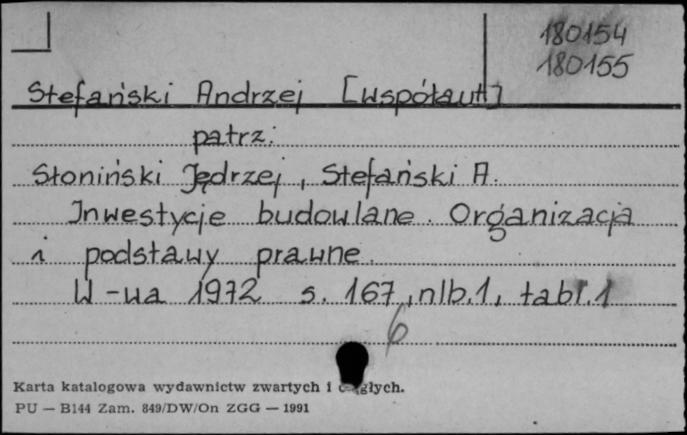 180154
180155
Stefański Andrzej [współaut]
patrz:
Słoniński Jędrzej, Stefański A.
Inwestycje budowlane. Organizacja
i podstawy prawne.
W-wa 1972 s. 167, nlb.1, tabl.1
6
Karta katalogowa wydawnictw zwartych i ciągłych.
PU — B144 Zam. 849/DW/On ZGG — 1991